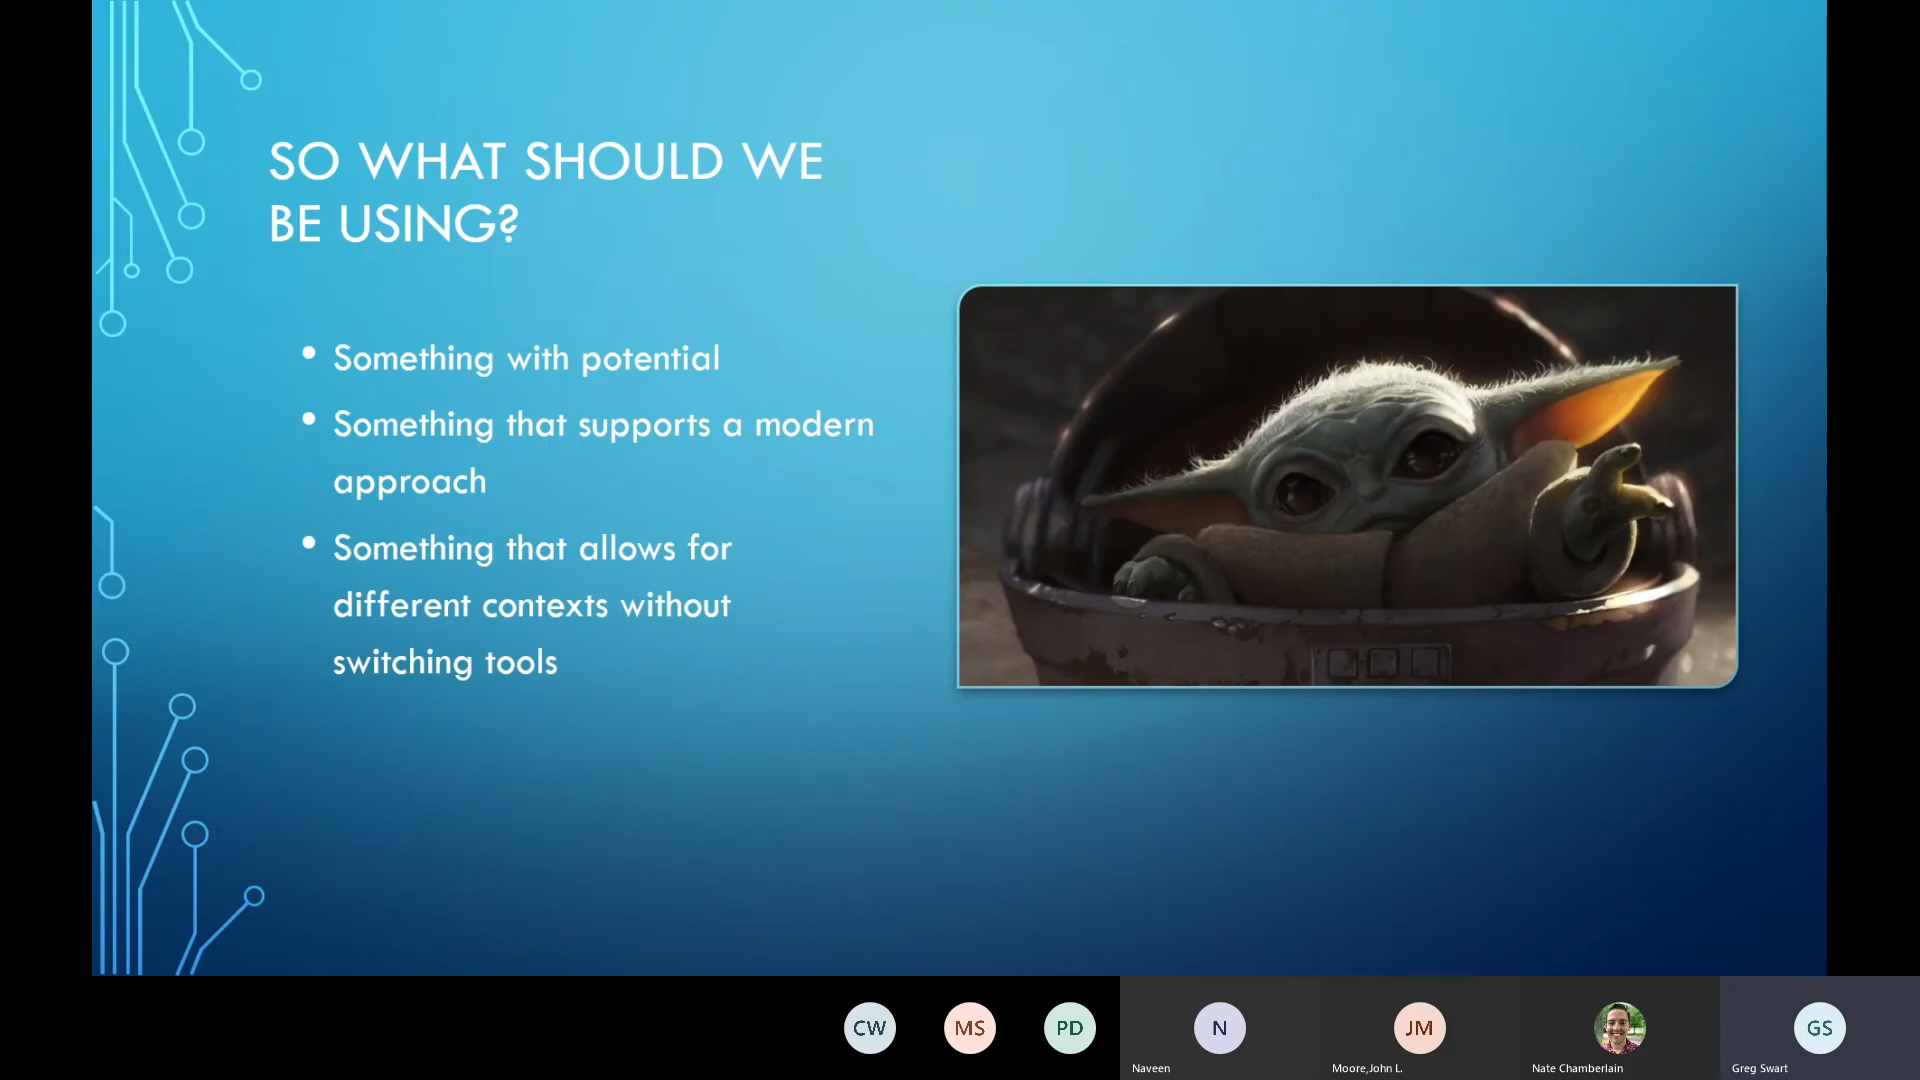 SO WHAT SHOULD WE
BE USING?
• Something with potential
• Something that supports a modern
approach
• Something that allows for
different contexts without
switching tools
CW
MS
PD
N
JM
GS
Naveen
Moore,John L.
Nate Chamberlain
Greg Swart